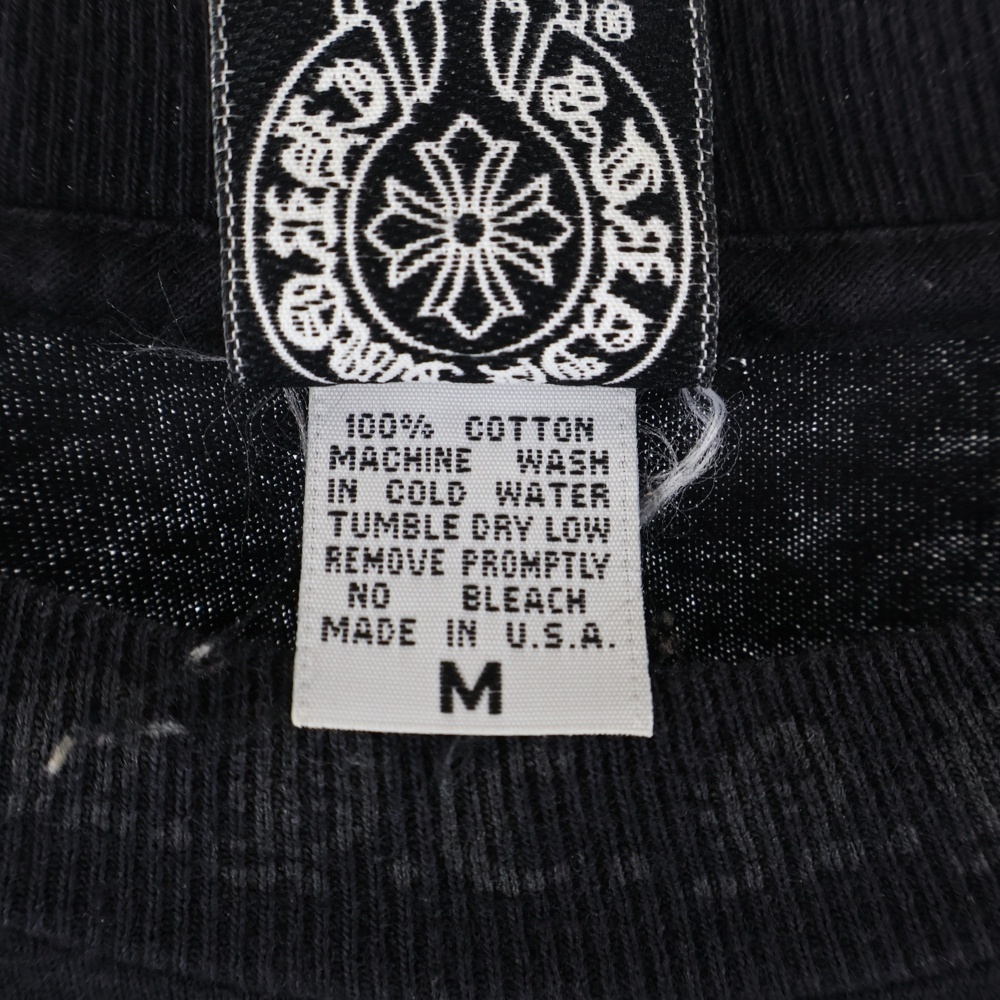 ®
100% COTTON
MACHINE WASH
IN COLD WATER
TUMBLE DRY LOW
REMOVE PROMPTLY
NO BLEACH
MADE IN U.S.A.
M